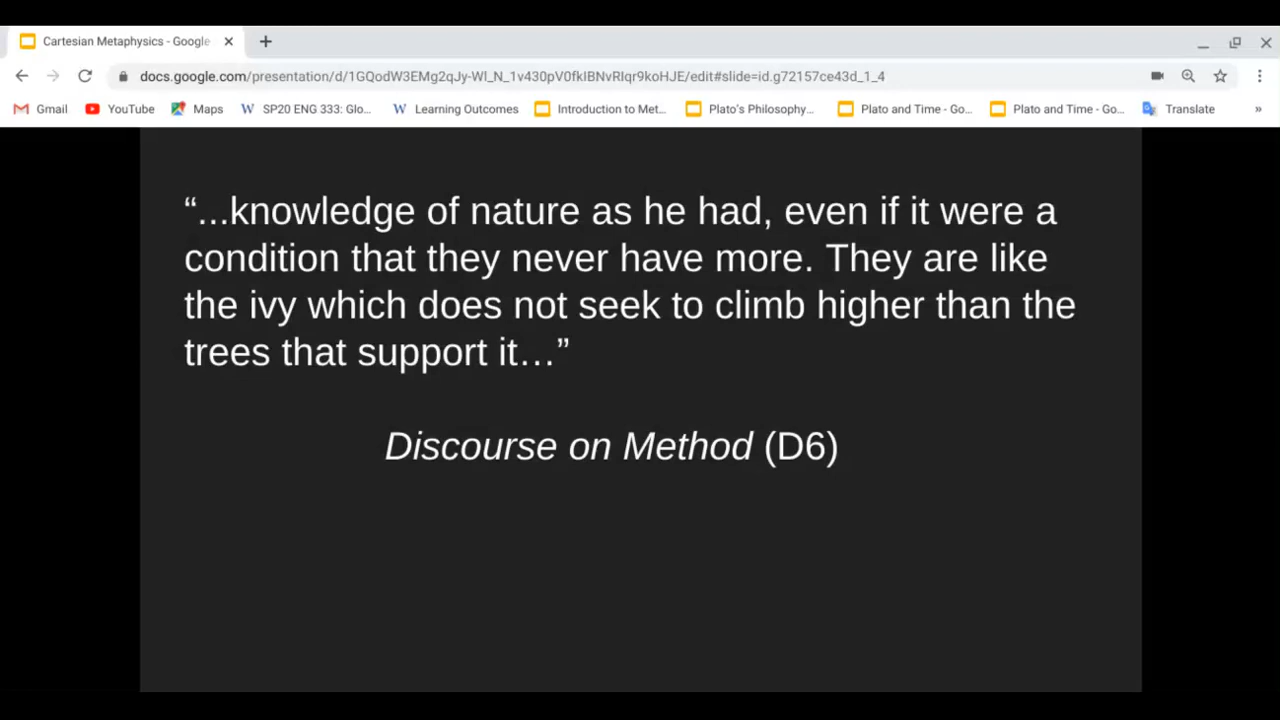 Cartesian Metaphysics - Google
docs.google.com/presentation/d/1GQodW3EMg2qJy-Wl_N_1v430pV0fkIBNvRIqr9koHJE/edit#slide=id.g72157ce43d_1_4
Gmail YouTube Maps SP20 ENG 333: Glo... Learning Outcomes Introduction to Met... Plato's Philosophy... Plato and Time - Go... Plato and Time - Go... Translate »
“...knowledge of nature as he had, even if it were a
condition that they never have more. They are like
the ivy which does not seek to climb higher than the
trees that support it…”
Discourse on Method (D6)